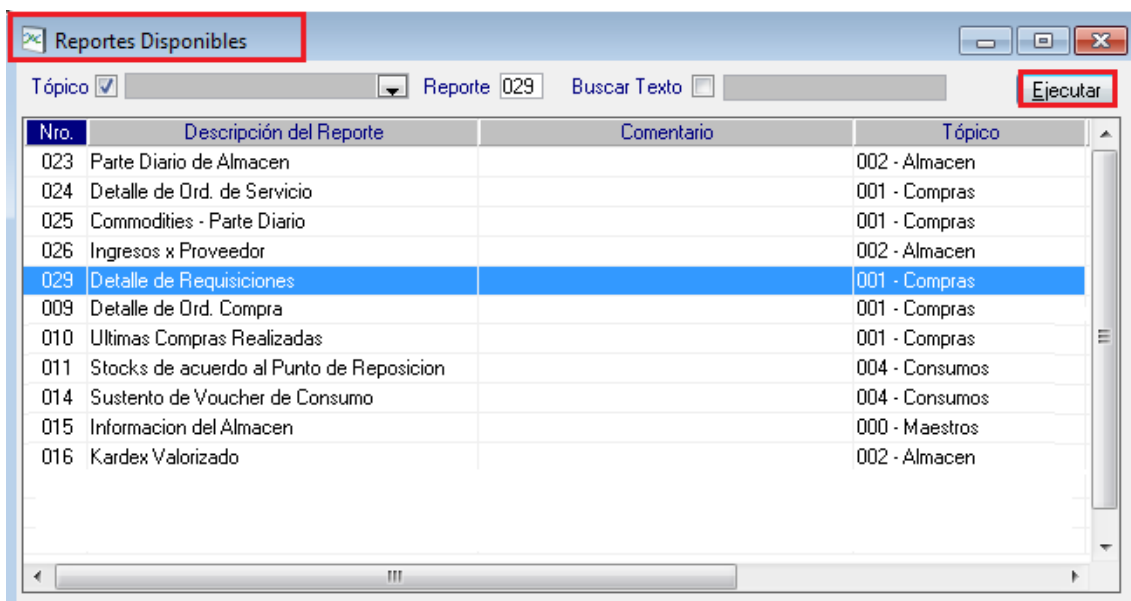 Reportes Disponibles
Tópico Reporte 029 Buscar Texto Ejecutar
Nro. Descripción del Reporte Comentario Tópico
023 Parte Diario de Almacen 002 - Almacen
024 Detalle de Ord. de Servicio 001 - Compras
025 Commodities - Parte Diario 001 - Compras
026 Ingresos x Proveedor 002 - Almacen
029 Detalle de Requisiciones 001 - Compras
009 Detalle de Ord. Compra 001 - Compras
010 Ultimas Compras Realizadas 001 - Compras
011 Stocks de acuerdo al Punto de Reposicion 004 - Consumos
014 Sustento de Voucher de Consumo 004 - Consumos
015 Informacion del Almacen 000 - Maestros
016 Kardex Valorizado 002 - Almacen